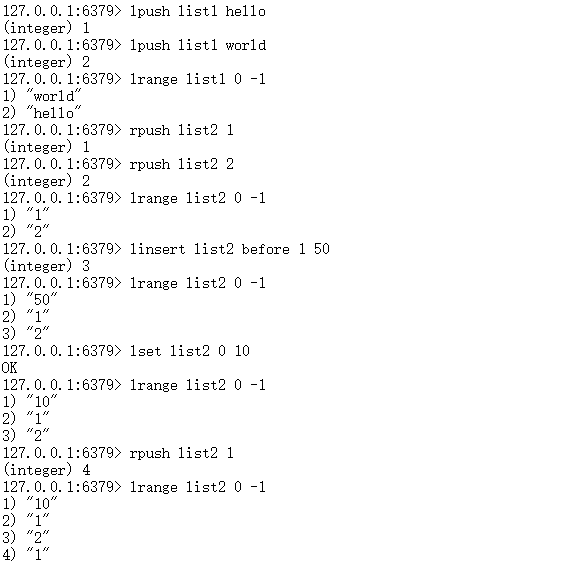 127.0.0.1:6379> lpush list1 hello
(integer) 1
127.0.0.1:6379> lpush list1 world
(integer) 2
127.0.0.1:6379> lrange list1 0 -1
1) "world"
2) "hello"
127.0.0.1:6379> rpush list2 1
(integer) 1
127.0.0.1:6379> rpush list2 2
(integer) 2
127.0.0.1:6379> lrange list2 0 -1
1) "1"
2) "2"
127.0.0.1:6379> linsert list2 before 1 50
(integer) 3
127.0.0.1:6379> lrange list2 0 -1
1) "50"
2) "1"
3) "2"
127.0.0.1:6379> lset list2 0 10
OK
127.0.0.1:6379> lrange list2 0 -1
1) "10"
2) "1"
3) "2"
127.0.0.1:6379> rpush list2 1
(integer) 4
127.0.0.1:6379> lrange list2 0 -1
1) "10"
2) "1"
3) "2"
4) "1"